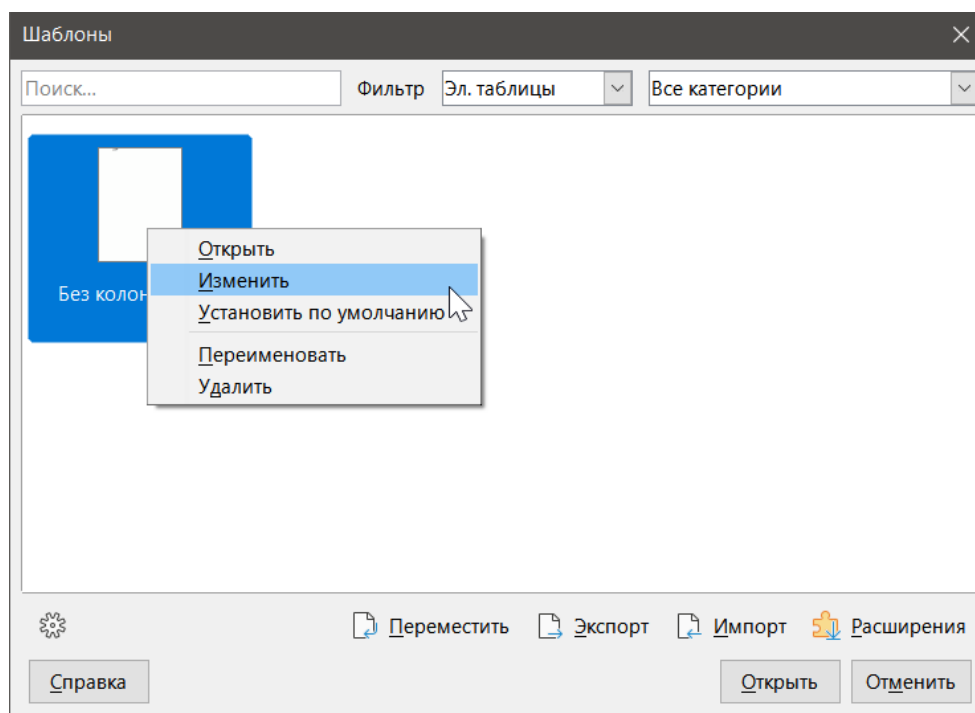 Шаблоны
Поиск... Фильтр Эл. таблицы Все категории
Открыть
Изменить
Без колон
Установить по умолчанию
Переименовать
Удалить
Переместить Экспорт Импорт Расширения
Справка Открыть Отменить